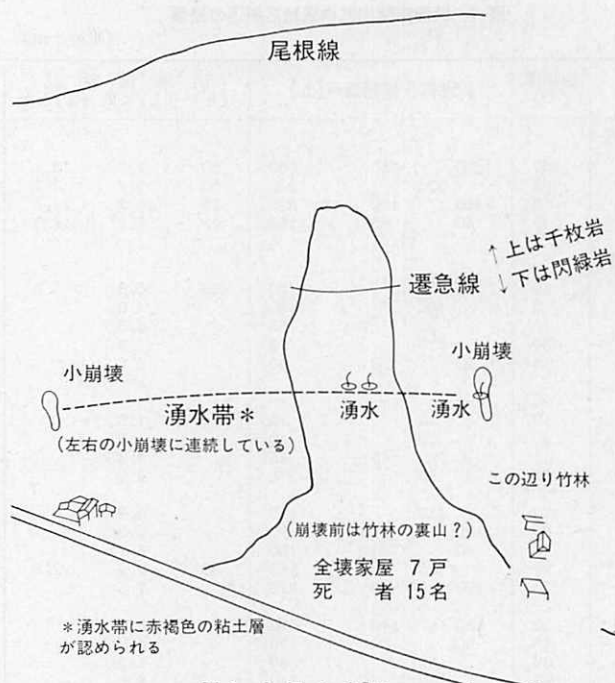 尾根線
↑上は千枚岩
↓下は閃緑岩
遷急線
小崩壊
小崩壊
湧水帯*
湧水
湧水
(左右の小崩壊に連続している)
この辺り竹林
(崩壊前は竹林の裏山?)
全壊家屋 7戸
死 者 15名
*湧水帯に赤褐色の粘土層
が認められる